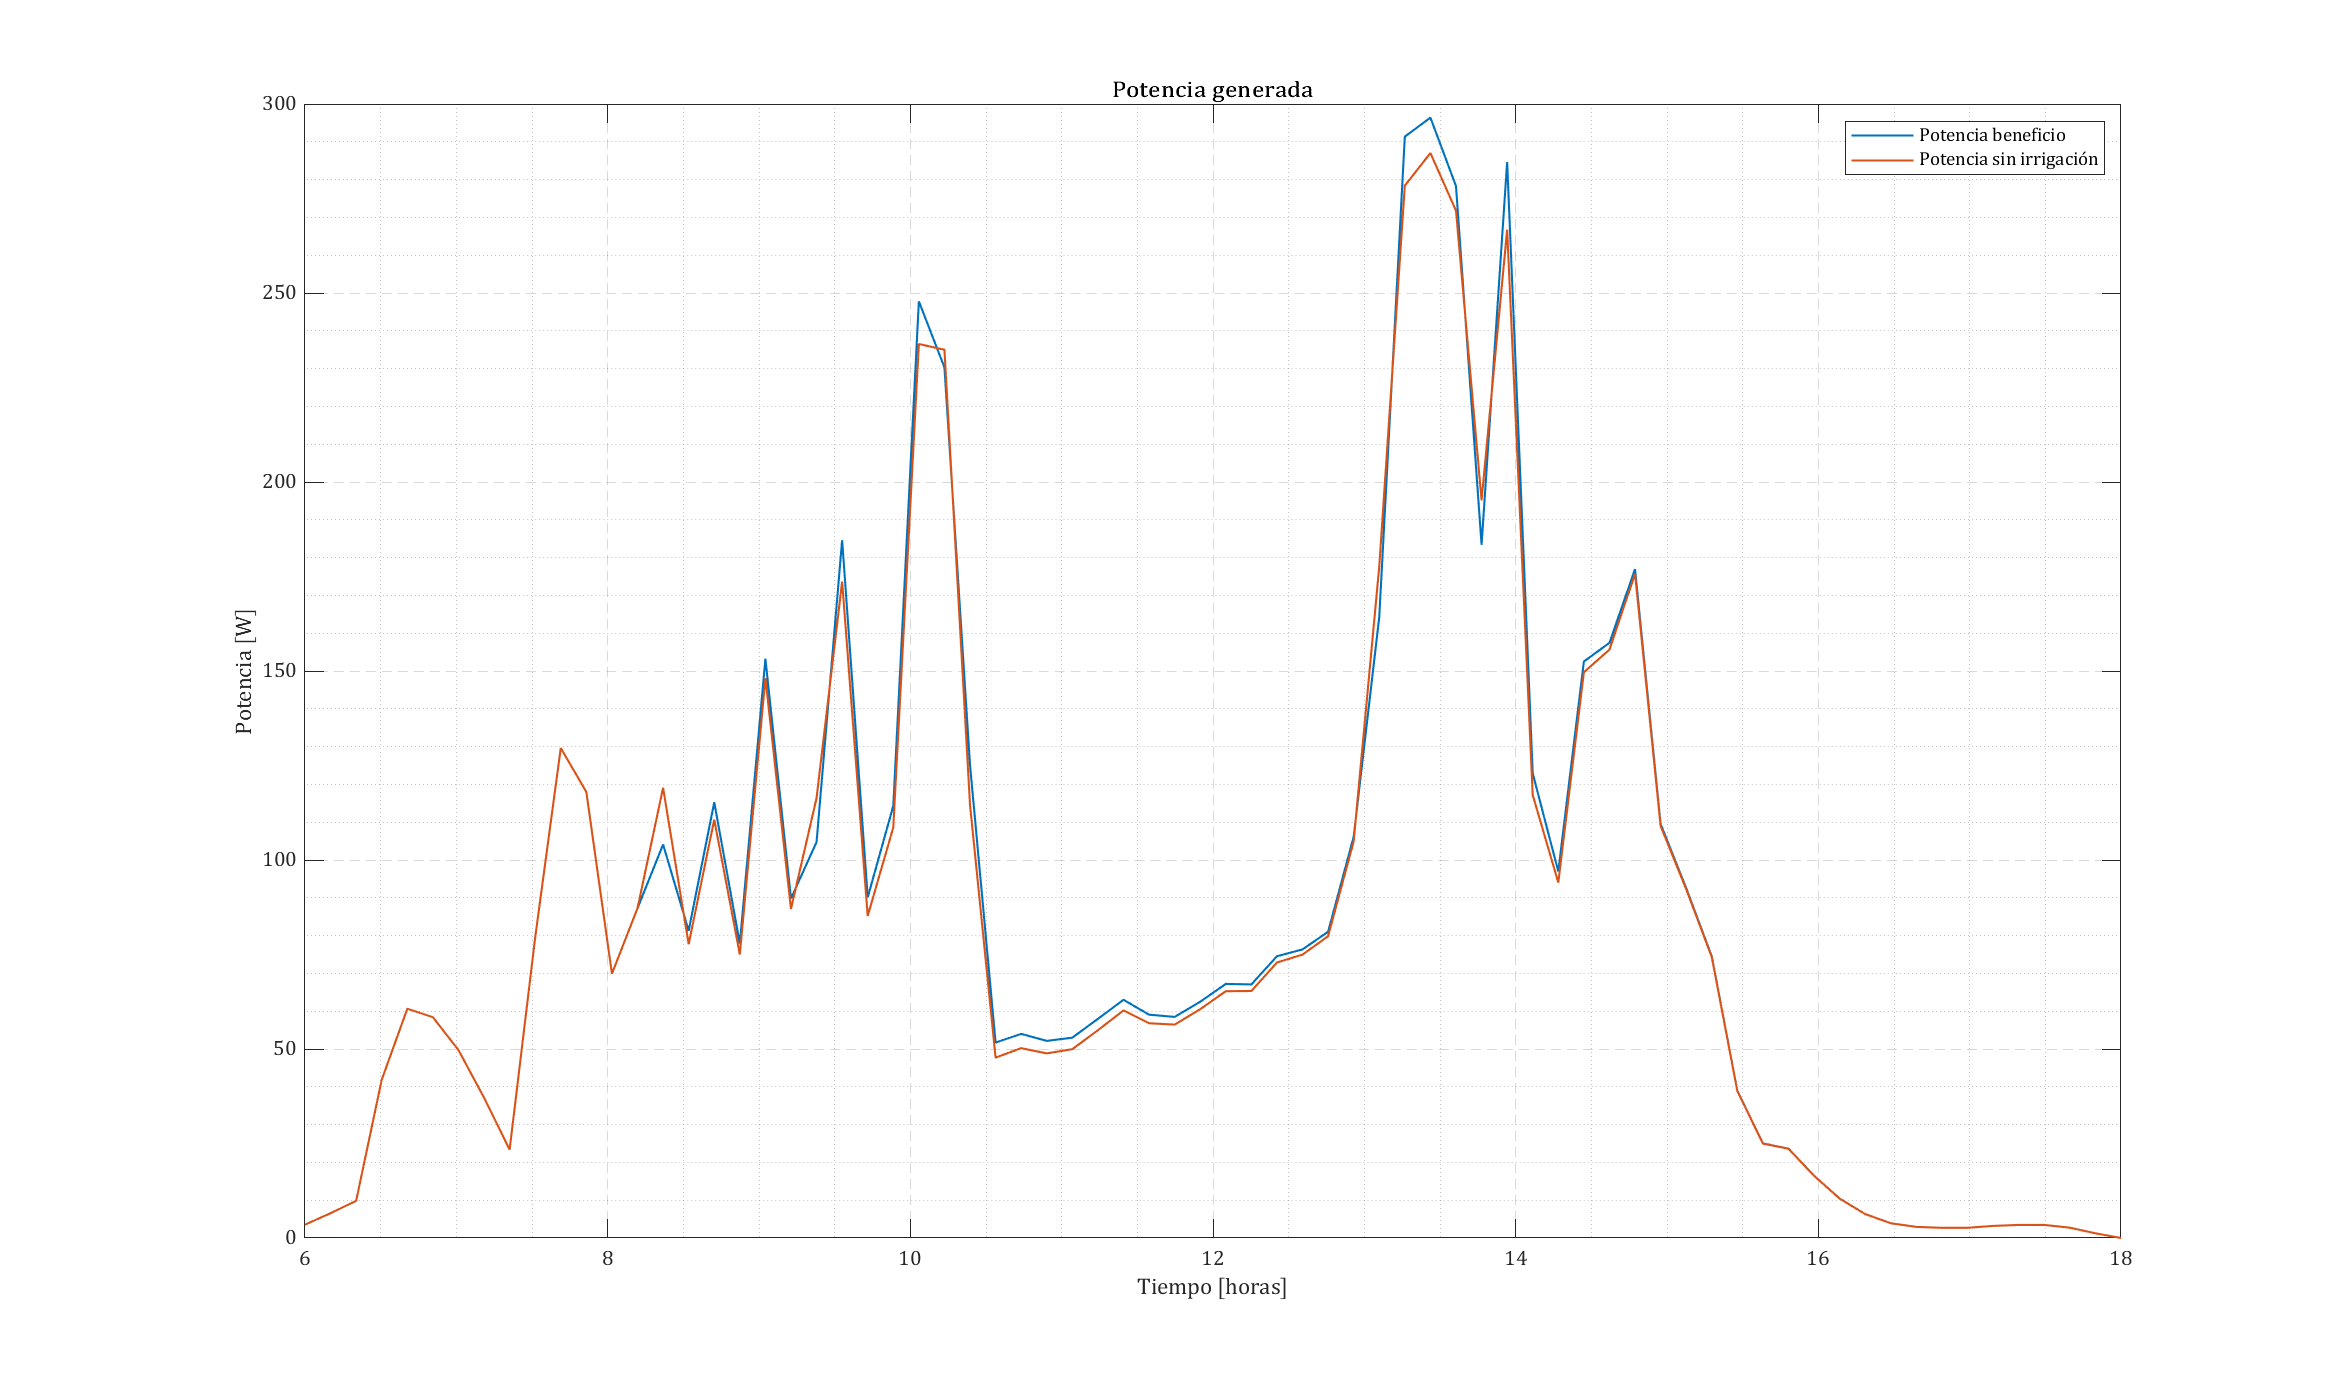 Potencia generada
300
250
200
150
100
50
0
Potencia [W]
Potencia beneficio
Potencia sin irrigación
6
8
10
12
14
16
18
Tiempo [horas]